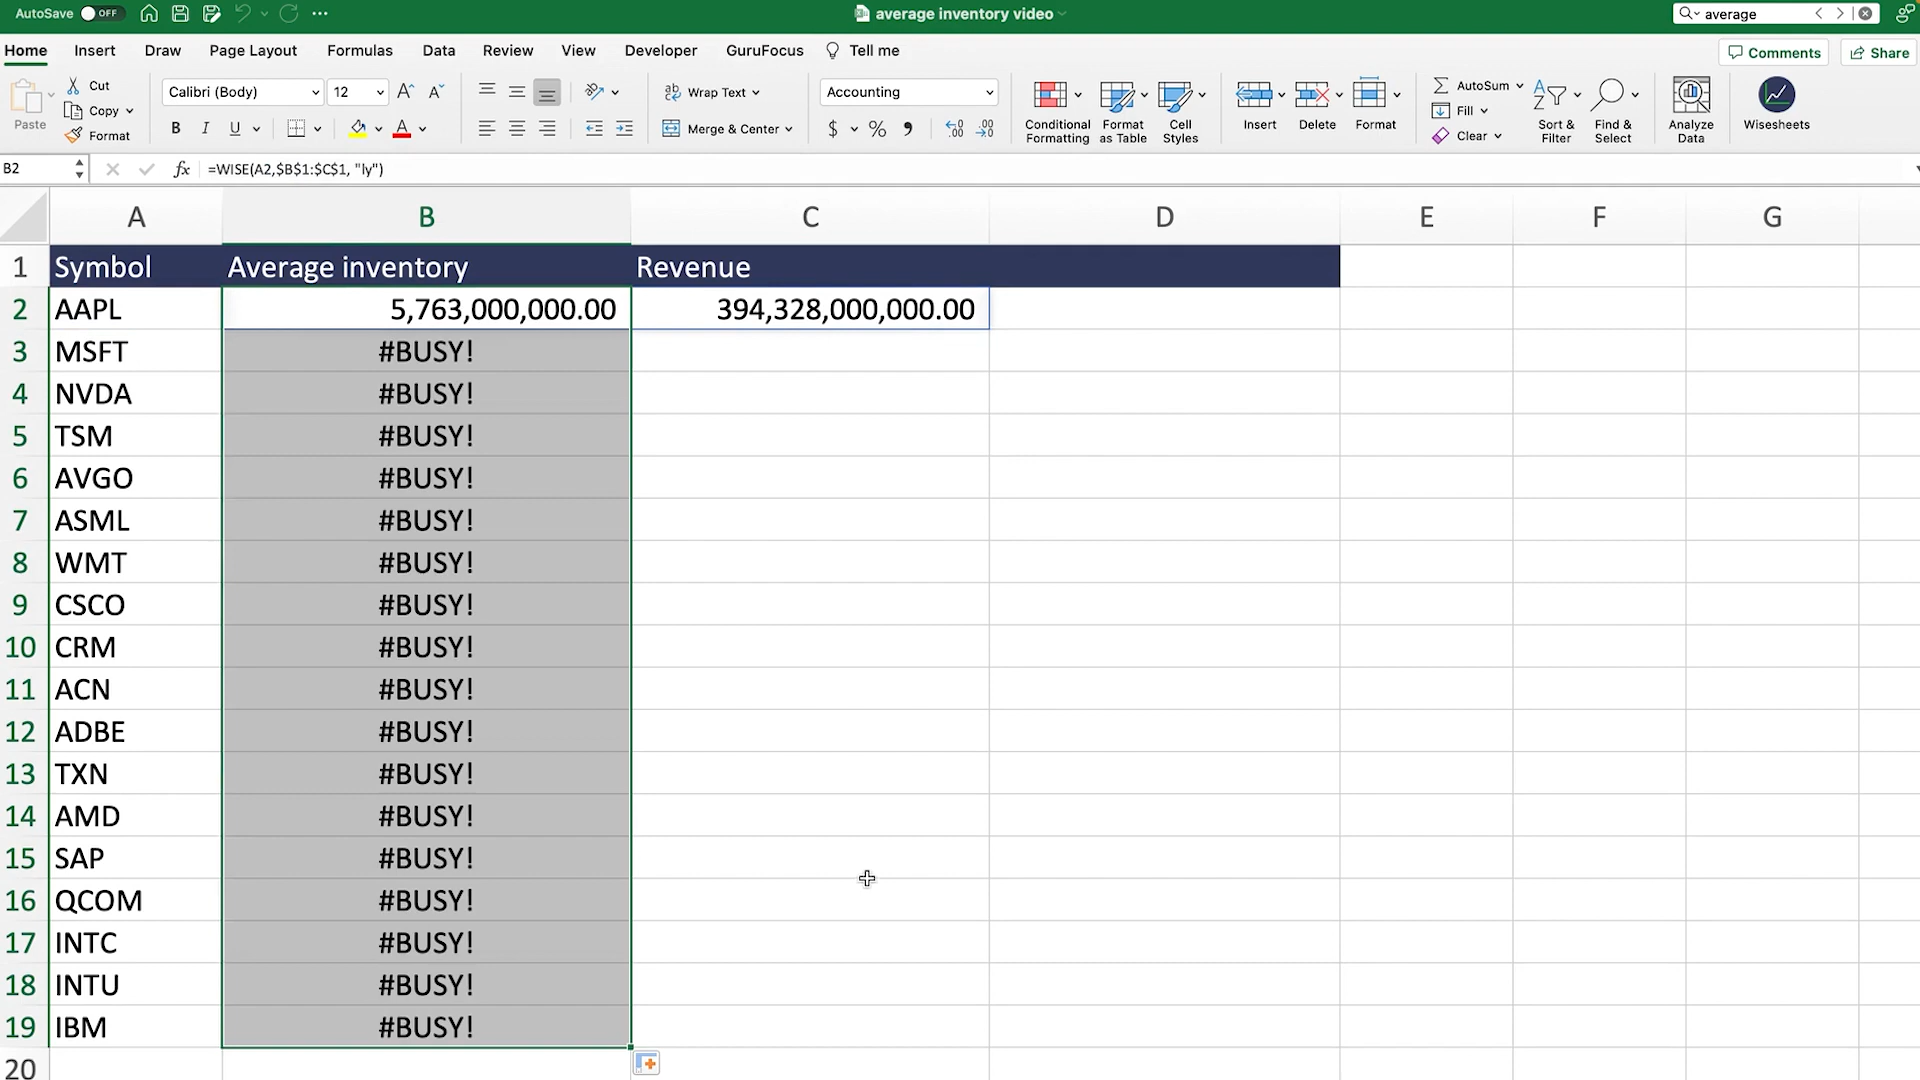 AutoSave OFF average inventory video average
Home Insert Draw Page Layout Formulas Data Review View Developer GuruFocus Tell me Comments Share
Paste Cut Copy Format
Calibri (Body) 12 A A
B I U A
Wrap Text
Merge & Center
Accounting
$ % 9 .00 .00
Conditional Formatting
Format as Table
Cell Styles
Insert Delete Format
AutoSum
Fill
Clear
Sort & Filter
Find & Select
Analyze Data
Wisesheets
B2 fx =WISE(A2,$B$1:$C$1, "ly")
A B C D E F G
1 Symbol Average inventory Revenue
2 AAPL 5,763,000,000.00 394,328,000,000.00
3 MSFT #BUSY!
4 NVDA #BUSY!
5 TSM #BUSY!
6 AVGO #BUSY!
7 ASML #BUSY!
8 WMT #BUSY!
9 CSCO #BUSY!
10 CRM #BUSY!
11 ACN #BUSY!
12 ADBE #BUSY!
13 TXN #BUSY!
14 AMD #BUSY!
15 SAP #BUSY!
16 QCOM #BUSY!
17 INTC #BUSY!
18 INTU #BUSY!
19 IBM #BUSY!
20